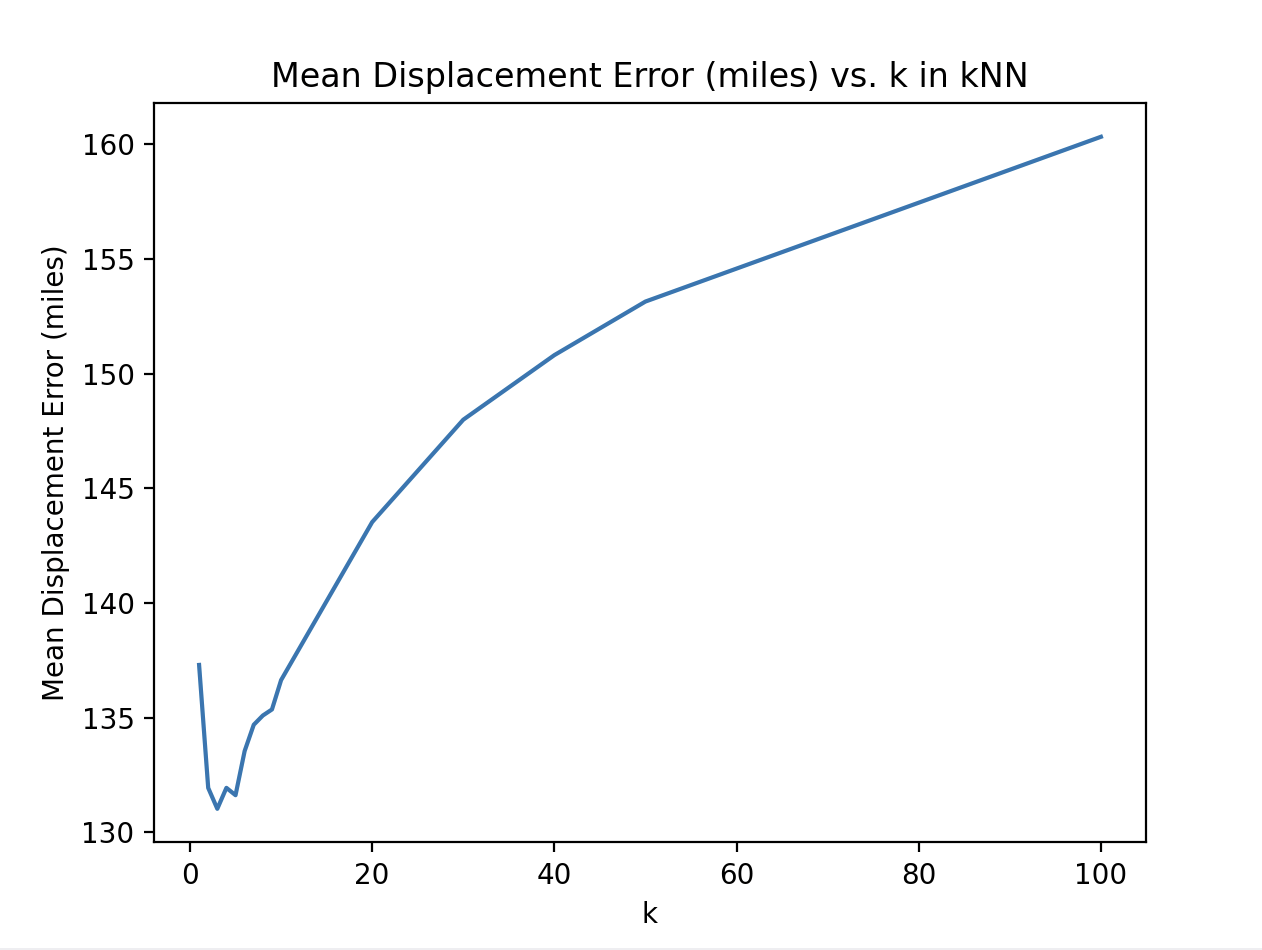 Mean Displacement Error (miles) vs. k in kNN
Mean Displacement Error (miles)
160
155
150
145
140
135
130
0 20 40 60 80 100
k